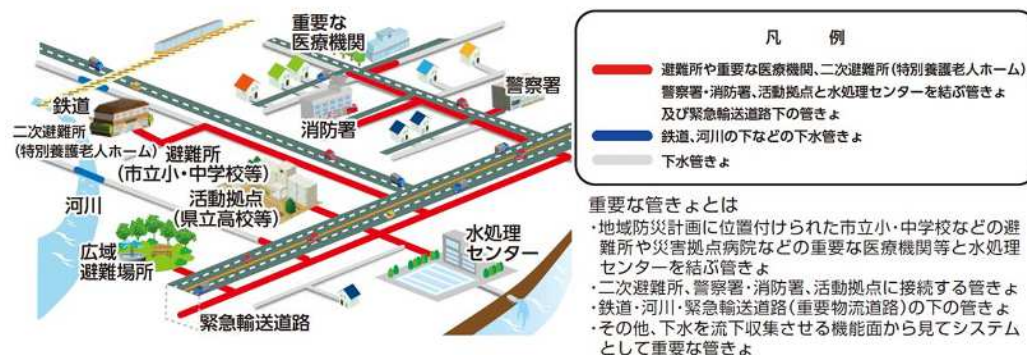 重要な
医療機関
警察署
鉄道
消防署
二次避難所
(特別養護老人ホーム)
避難所
(市立小・中学校等)
活動拠点
(県立高校等)
河川
広域
避難場所
水処理
センター
緊急輸送道路
凡 例
避難所や重要な医療機関、二次避難所(特別養護老人ホーム)
警察署・消防署、活動拠点と水処理センターを結ぶ管きょ
及び緊急輸送道路下の管きょ
鉄道、河川の下などの下水管きょ
下水管きょ
重要な管きょとは
・地域防災計画に位置付けられた市立小・中学校などの避
難所や災害拠点病院などの重要な医療機関等と水処理
センターを結ぶ管きょ
・二次避難所、警察署・消防署、活動拠点に接続する管きょ
・鉄道・河川・緊急輸送道路(重要物流道路)の下の管きょ
・その他、下水を流下収集させる機能面から見てシステム
として重要な管きょ